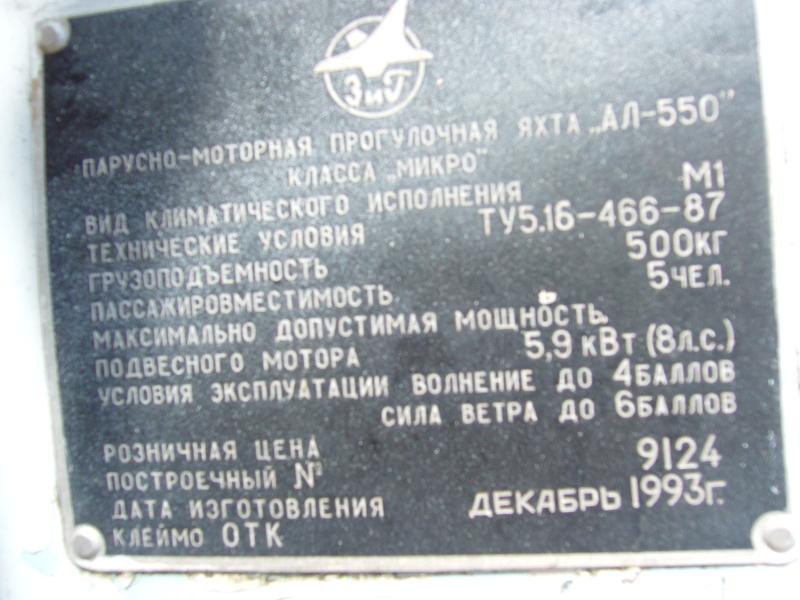 ЗиГ
ПАРУСНО-МОТОРНАЯ ПРОГУЛОЧНАЯ ЯХТА „АЛ-550"
КЛАССА „МИКРО"
ВИД КЛИМАТИЧЕСКОГО ИСПОЛНЕНИЯ М1
ТЕХНИЧЕСКИЕ УСЛОВИЯ ТУ5.16-466-87
ГРУЗОПОДЪЕМНОСТЬ 500КГ
ПАССАЖИРОВМЕСТИМОСТЬ 5ЧЕЛ.
МАКСИМАЛЬНО ДОПУСТИМАЯ МОЩНОСТЬ
ПОДВЕСНОГО МОТОРА 5,9 кВт (8л.с.)
УСЛОВИЯ ЭКСПЛУАТАЦИИ ВОЛНЕНИЕ ДО 4БАЛЛОВ
СИЛА ВЕТРА ДО 6БАЛЛОВ
РОЗНИЧНАЯ ЦЕНА
ПОСТРОЕЧНЫЙ № 9124
ДАТА ИЗГОТОВЛЕНИЯ ДЕКАБРЬ 1993г.
КЛЕЙМО ОТК